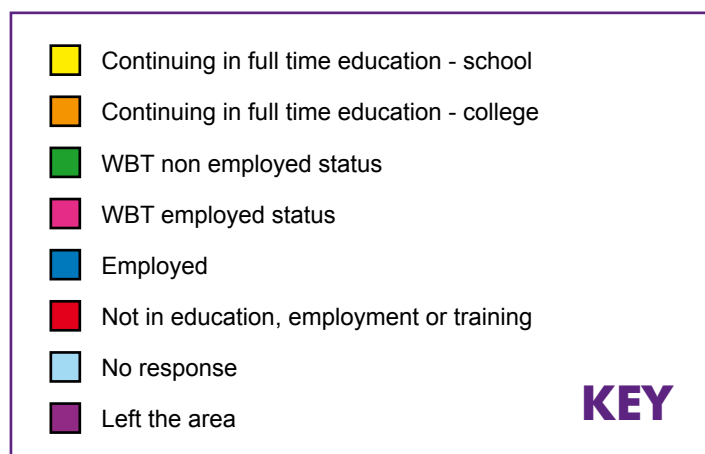 Continuing in full time education - school
Continuing in full time education - college
WBT non employed status
WBT employed status
Employed
Not in education, employment or training
No response
Left the area
KEY